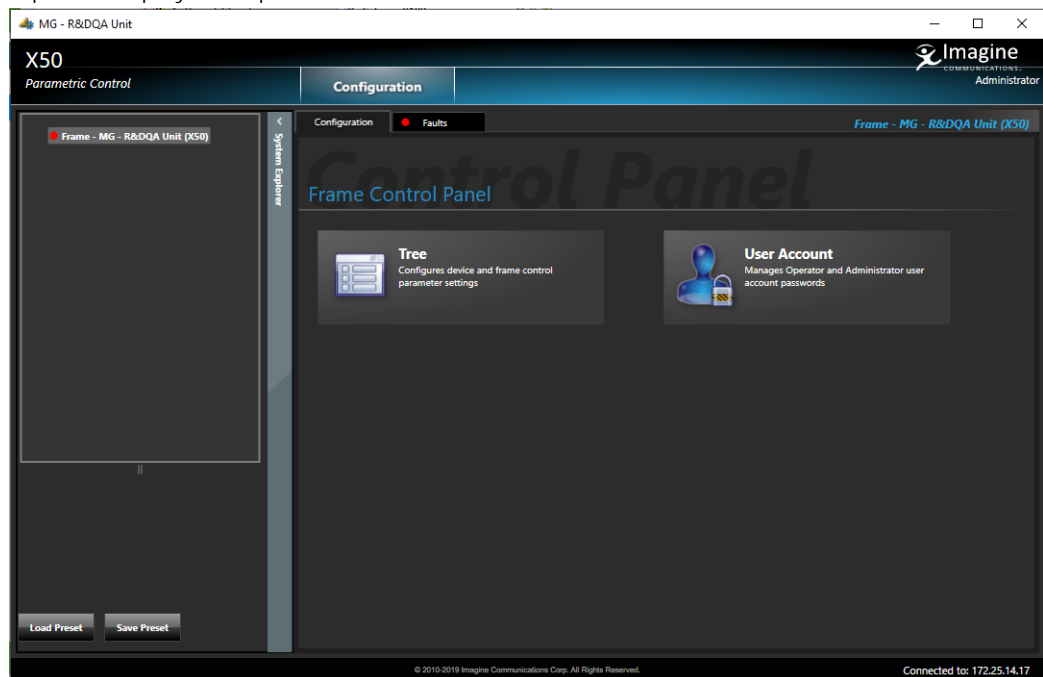 MG - R&DQA Unit
X50
Imagine
COMMUNICATIONS.
Parametric Control
Configuration
Administrator
Frame - MG - R&DQA Unit (X50)
System Explorer
Configuration
Faults
Frame - MG - R&DQA Unit (X50)
Control Panel
Frame Control Panel
Tree
Configures device and frame control
parameter settings
User Account
Manages Operator and Administrator user
account passwords
Load Preset
Save Preset
© 2010-2019 Imagine Communications Corp. All Rights Reserved.
Connected to: 172.25.14.17